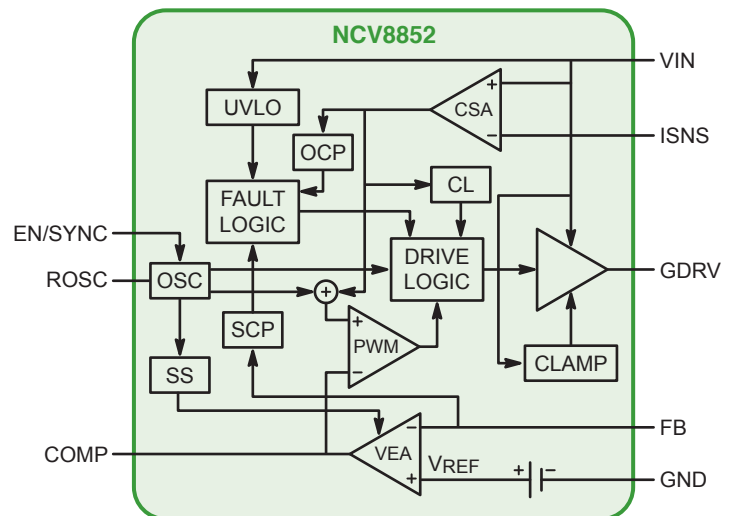 NCV8852
VIN
UVLO
+
CSA
−
ISNS
OCP
CL
FAULT
LOGIC
EN/SYNC
DRIVE
LOGIC
GDRV
ROSC
OSC
+
SCP
+
PWM
−
CLAMP
SS
−
FB
COMP
VEA
VREF
+
+ −
GND